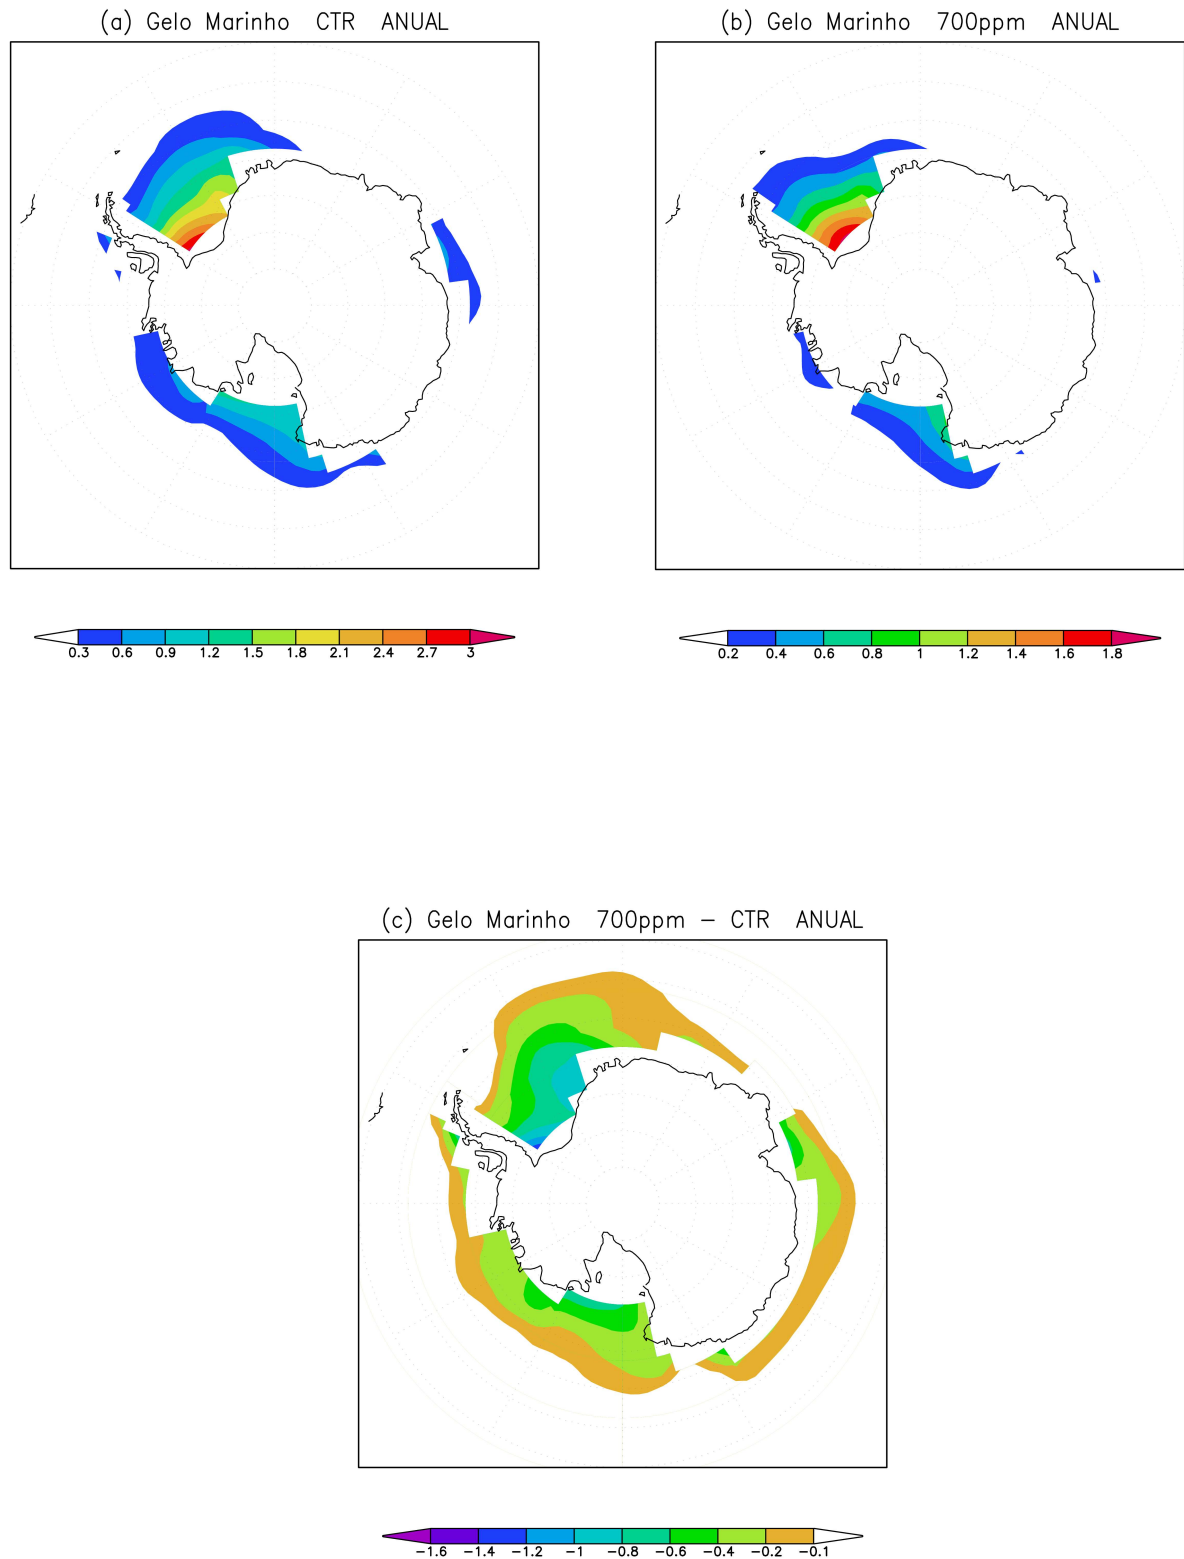 (a) Gelo Marinho CTR ANUAL
(b) Gelo Marinho 700ppm ANUAL
0.3 0.6 0.9 1.2 1.5 1.8 2.1 2.4 2.7 3
0.2 0.4 0.6 0.8 1 1.2 1.4 1.6 1.8
(c) Gelo Marinho 700ppm − CTR ANUAL
−1.6 −1.4 −1.2 −1 −0.8 −0.6 −0.4 −0.2 −0.1